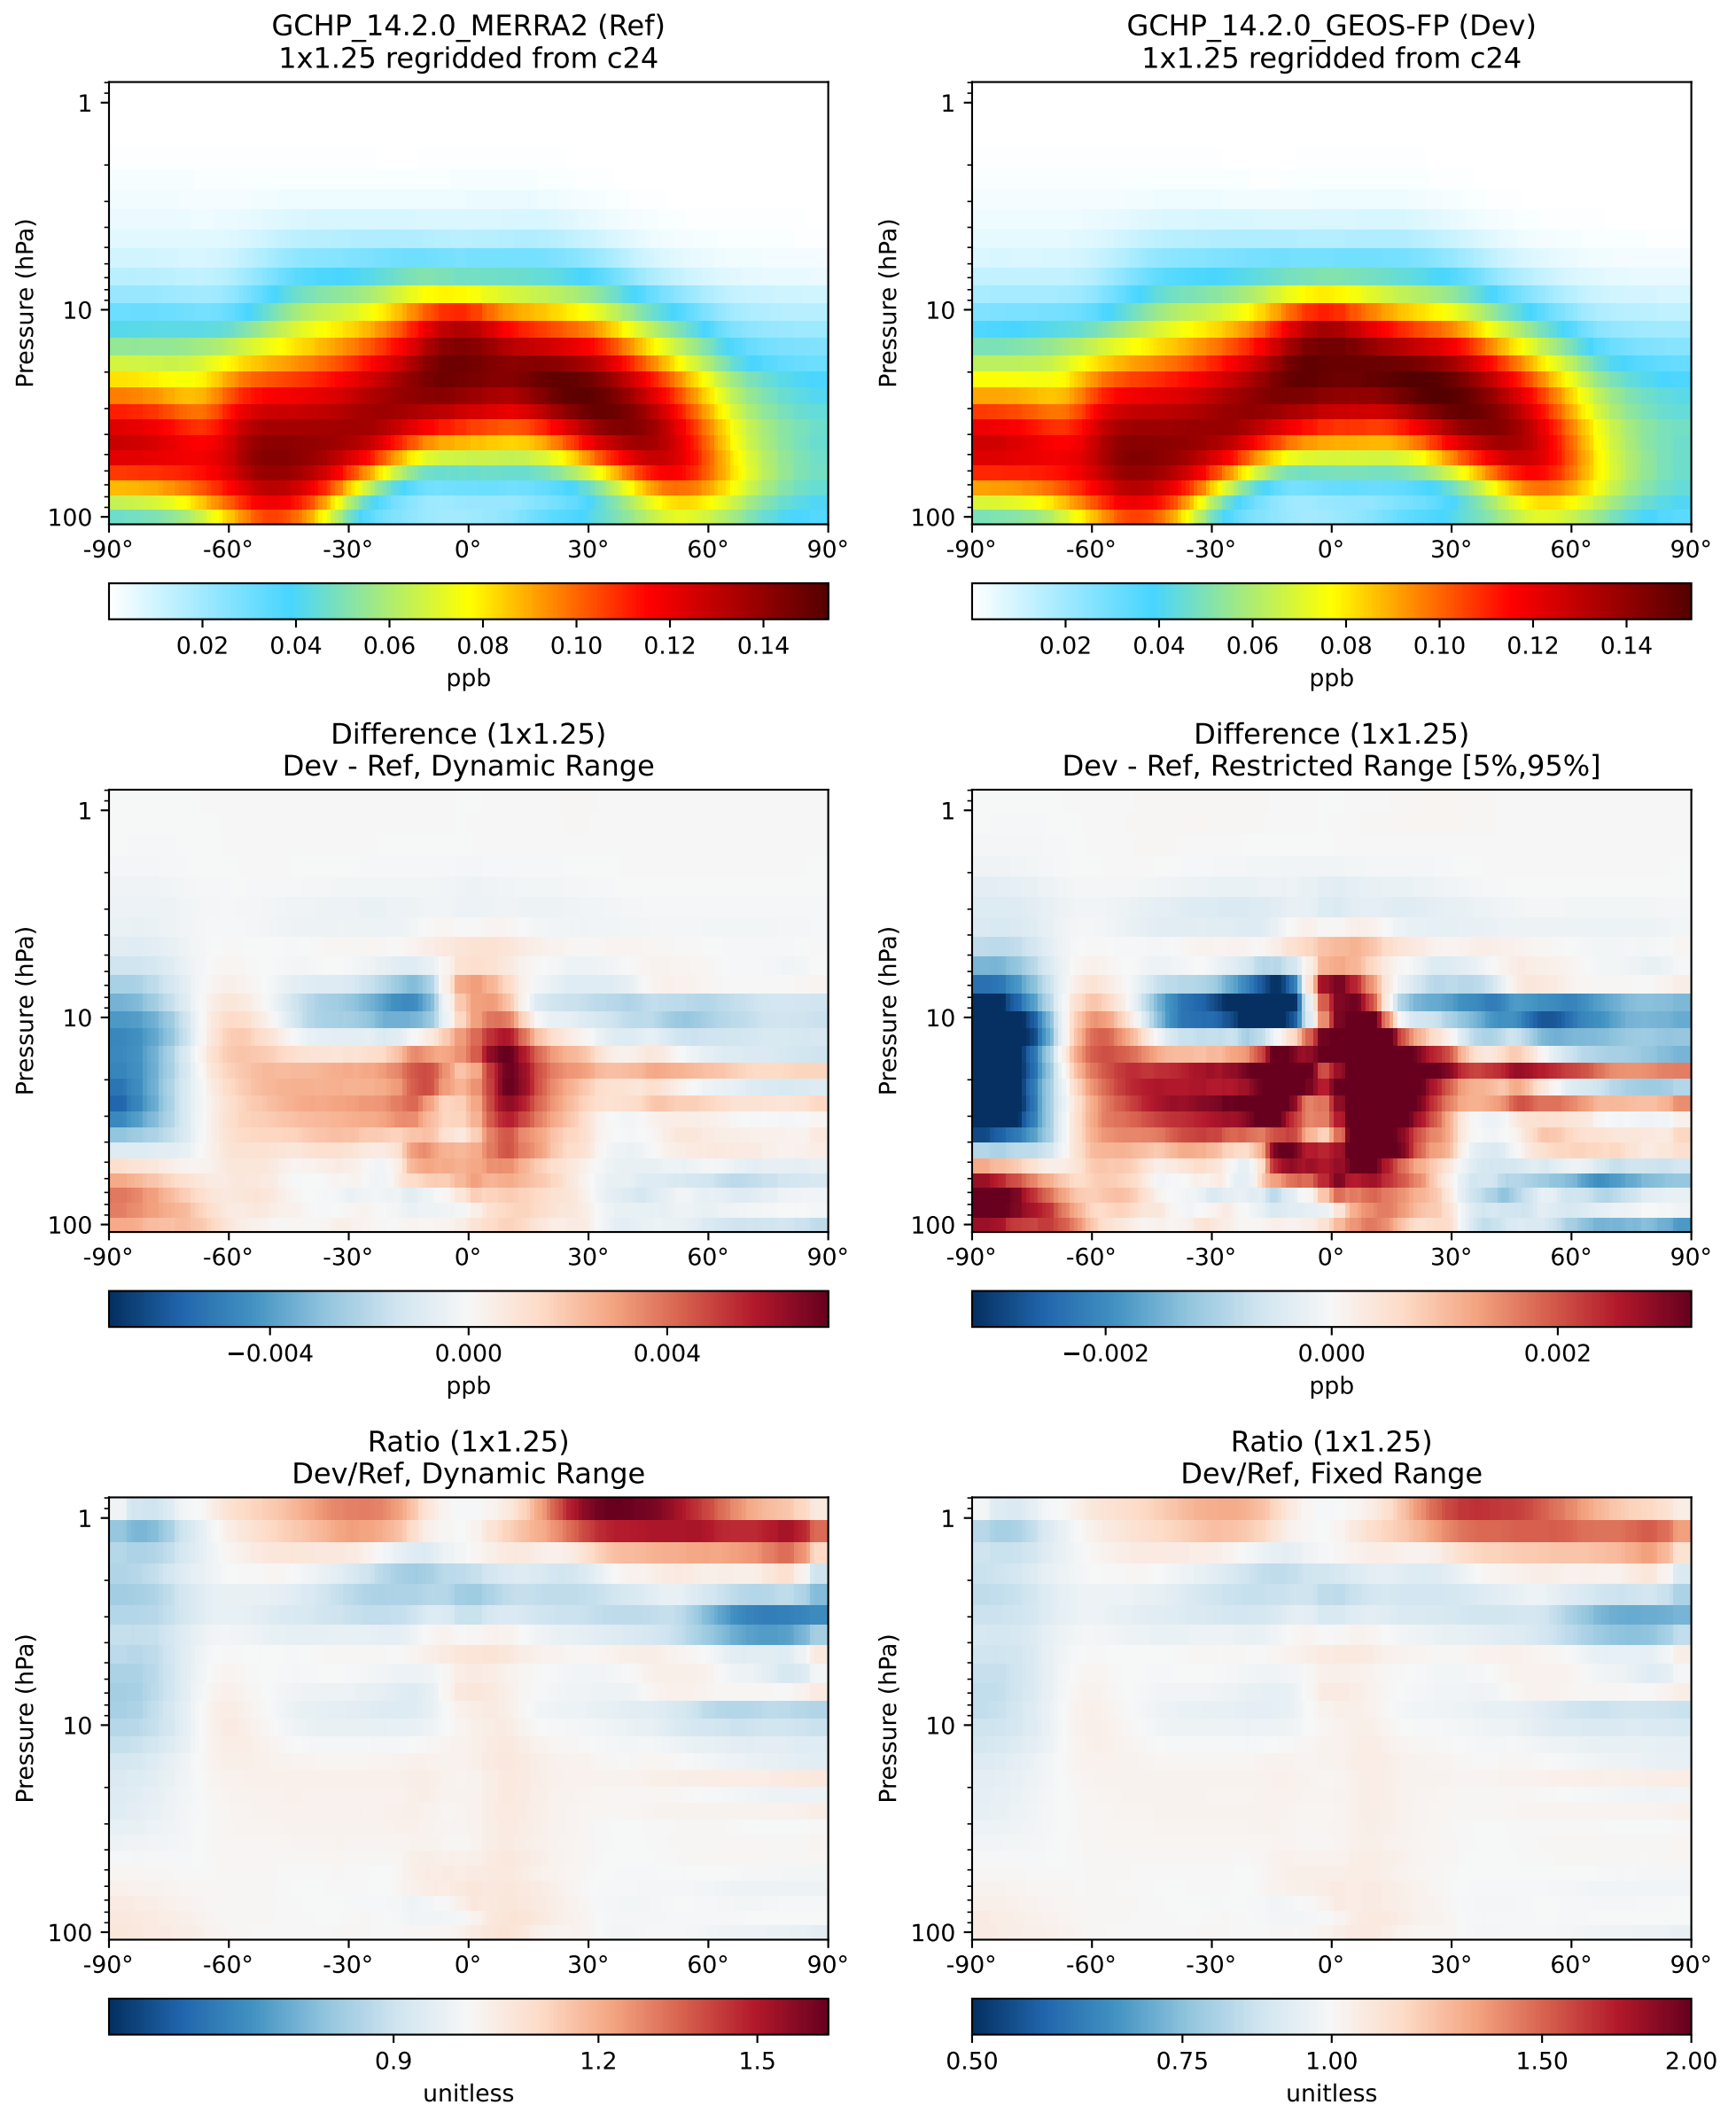 GCHP_14.2.0_MERRA2 (Ref)
1x1.25 regridded from c24
Pressure (hPa)
1
10
100
-90° -60° -30° 0° 30° 60° 90°
0.02 0.04 0.06 0.08 0.10 0.12 0.14
ppb
GCHP_14.2.0_GEOS-FP (Dev)
1x1.25 regridded from c24
Pressure (hPa)
1
10
100
-90° -60° -30° 0° 30° 60° 90°
0.02 0.04 0.06 0.08 0.10 0.12 0.14
ppb
Difference (1x1.25)
Dev - Ref, Dynamic Range
Pressure (hPa)
1
10
100
-90° -60° -30° 0° 30° 60° 90°
−0.004 0.000 0.004
ppb
Difference (1x1.25)
Dev - Ref, Restricted Range [5%,95%]
Pressure (hPa)
1
10
100
-90° -60° -30° 0° 30° 60° 90°
−0.002 0.000 0.002
ppb
Ratio (1x1.25)
Dev/Ref, Dynamic Range
Pressure (hPa)
1
10
100
-90° -60° -30° 0° 30° 60° 90°
0.9 1.2 1.5
unitless
Ratio (1x1.25)
Dev/Ref, Fixed Range
Pressure (hPa)
1
10
100
-90° -60° -30° 0° 30° 60° 90°
0.50 0.75 1.00 1.50 2.00
unitless